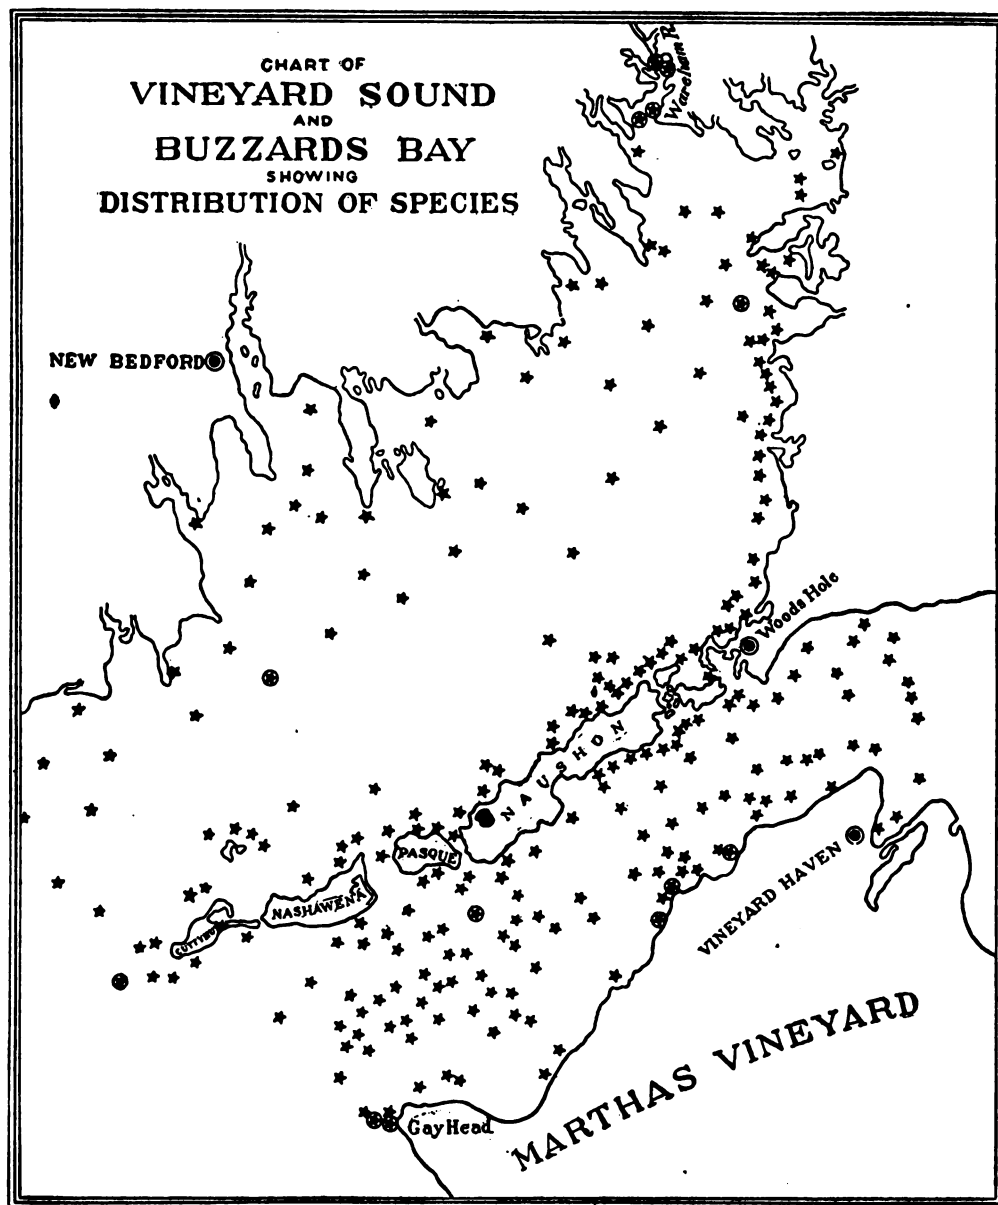 CHART OF
VINEYARD SOUND
AND
BUZZARDS BAY
SHOWING
DISTRIBUTION OF SPECIES
Wareham R.
NEW BEDFORD
Woods Hole
NAUSHON
PASQUE
NASHAWENA
VINEYARD HAVEN
MARTHAS VINEYARD
Gay Head